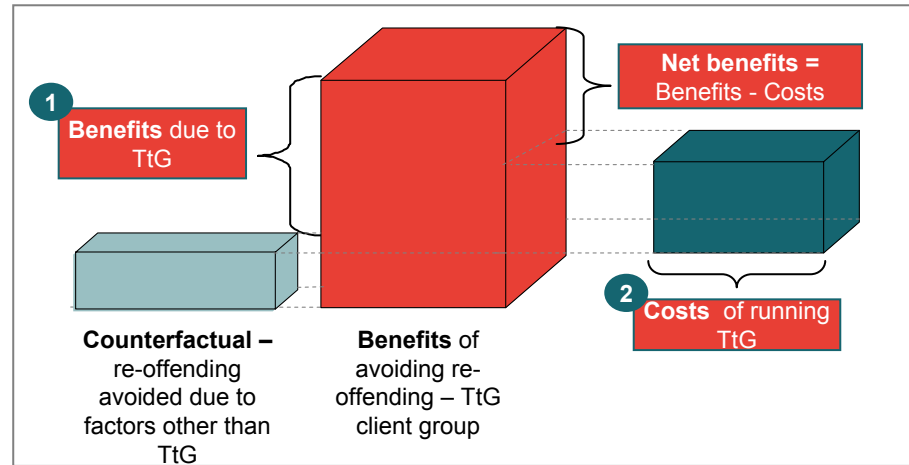 1
Benefits due to
TtG
Net benefits =
Benefits - Costs
2
Costs of running
TtG
Counterfactual –
re-offending
avoided due to
factors other than
TtG
Benefits of
avoiding re-
offending – TtG
client group